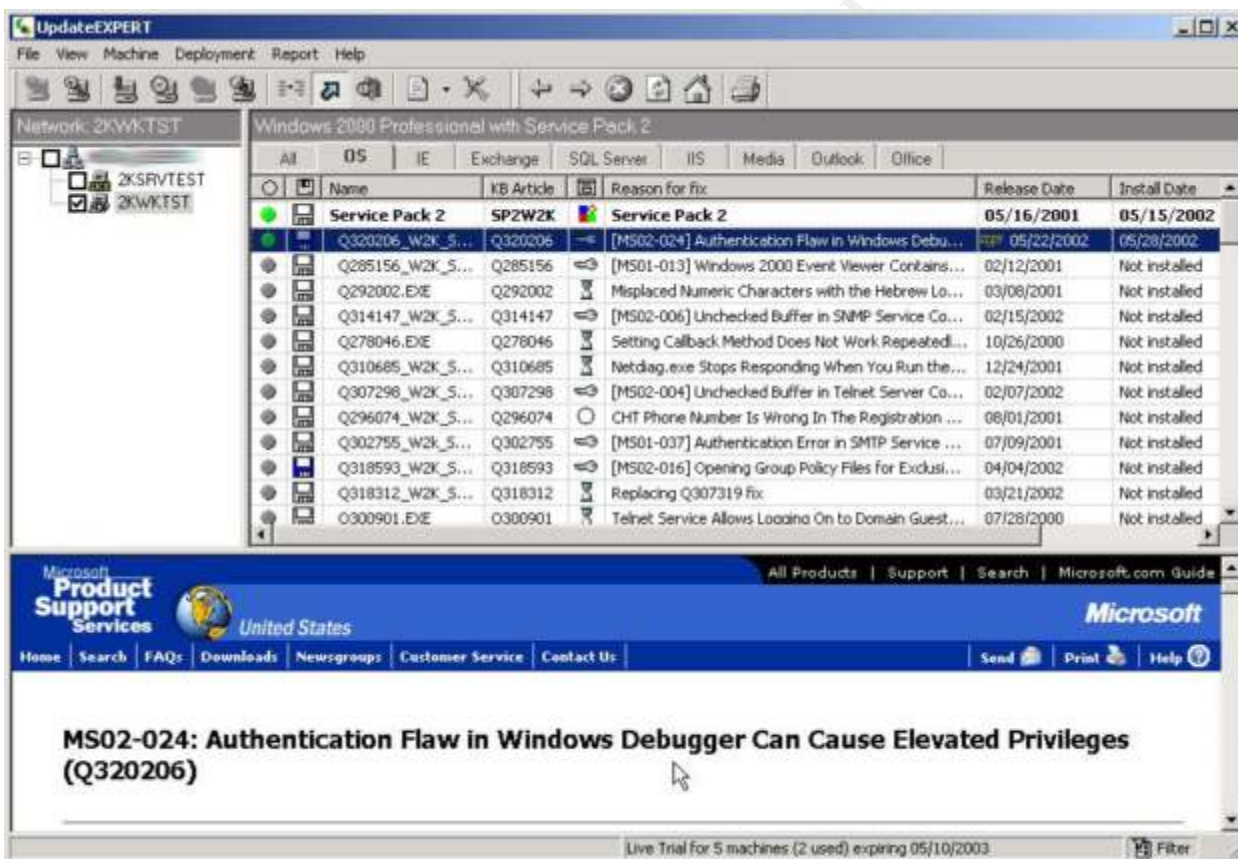 UpdateEXPERT
File View Machine Deployment Report Help
Network: 2KWKTST
Windows 2000 Professional with Service Pack 2
2KSRVTEST
2KWKTST
All OS IE Exchange SQL Server IIS Media Outlook Office
Name KB Article Reason for fix Release Date Install Date
Service Pack 2 SP2W2K Service Pack 2 05/16/2001 05/15/2002
Q320206_W2K_S... Q320206 [MS02-024] Authentication Flaw in Windows Debu... 05/22/2002 05/28/2002
Q285156_W2K_S... Q285156 [MS01-013] Windows 2000 Event Viewer Contains... 02/12/2001 Not installed
Q292002.EXE Q292002 Misplaced Numeric Characters with the Hebrew Lo... 03/08/2001 Not installed
Q314147_W2K_S... Q314147 [MS02-006] Unchecked Buffer in SNMP Service Co... 02/15/2002 Not installed
Q278046.EXE Q278046 Setting Callback Method Does Not Work Repeatedl... 10/26/2000 Not installed
Q310685_W2K_S... Q310685 Netdiag.exe Stops Responding When You Run the... 12/24/2001 Not installed
Q307298_W2K_S... Q307298 [MS02-004] Unchecked Buffer in Telnet Server Co... 02/07/2002 Not installed
Q296074_W2K_S... Q296074 CHT Phone Number Is Wrong In The Registration ... 08/01/2001 Not installed
Q302755_W2k_S... Q302755 [MS01-037] Authentication Error in SMTP Service ... 07/09/2001 Not installed
Q318593_W2K_S... Q318593 [MS02-016] Opening Group Policy Files for Exclusi... 04/04/2002 Not installed
Q318312_W2K_S... Q318312 Replacing Q307319 fix 03/21/2002 Not installed
Q300901.EXE Q300901 Telnet Service Allows Logging On to Domain Guest... 07/28/2000 Not installed
Microsoft
Product
Support
Services
United States
All Products | Support | Search | Microsoft.com Guide
Microsoft
Home | Search | FAQs | Downloads | Newsgroups | Customer Service | Contact Us | Send | Print | Help
MS02-024: Authentication Flaw in Windows Debugger Can Cause Elevated Privileges
(Q320206)
Live Trial for 5 machines (2 used) expiring 05/10/2003 Filter